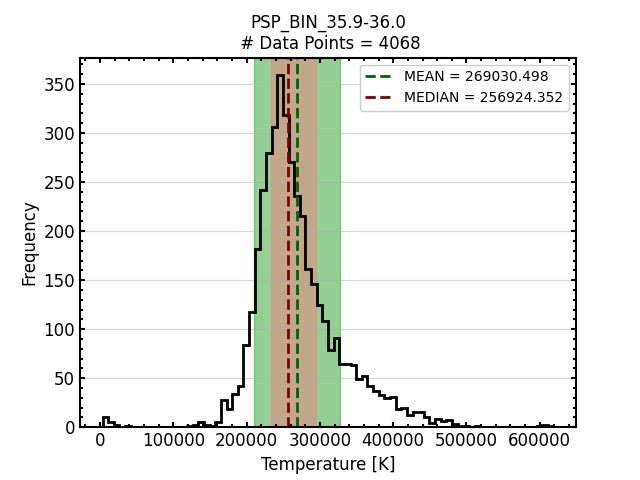 PSP_BIN_35.9-36.0
# Data Points = 4068
MEAN = 269030.498
MEDIAN = 256924.352
350
300
250
200
150
100
50
0
Frequency
0 100000 200000 300000 400000 500000 600000
Temperature [K]